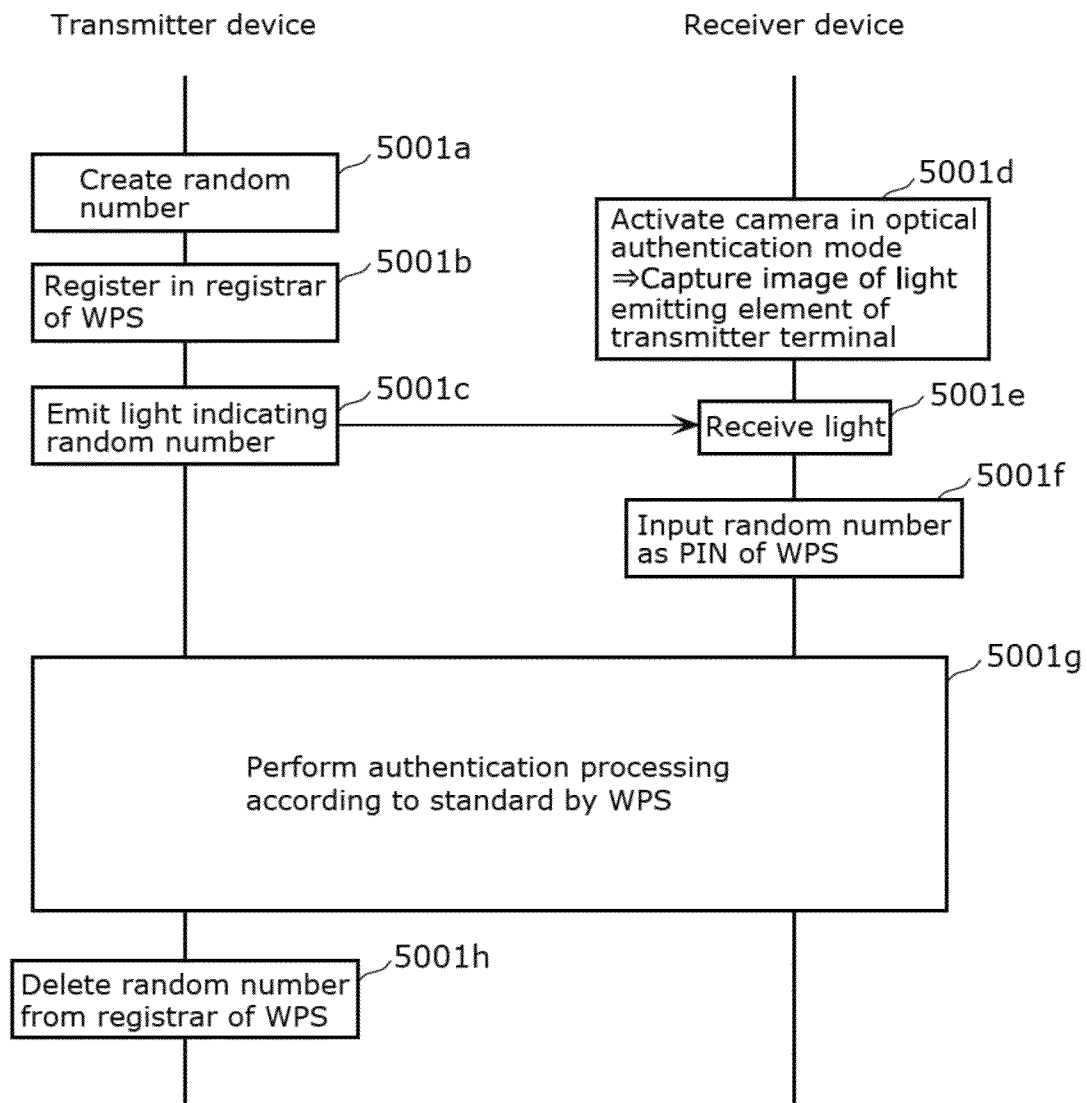 Transmitter device
Receiver device
5001a
Create random
number
5001b
Register in registrar
of WPS
5001c
Emit light indicating
random number
5001d
Activate camera in optical
authentication mode
⇒Capture image of light
emitting element of
transmitter terminal
5001e
Receive light
5001f
Input random number
as PIN of WPS
5001g
Perform authentication processing
according to standard by WPS
5001h
Delete random number
from registrar of WPS